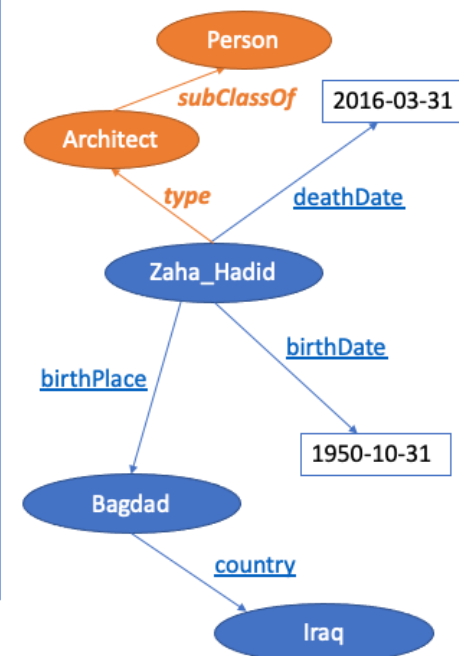 Person
subClassOf
2016-03-31
Architect
type
deathDate
Zaha_Hadid
birthDate
birthPlace
1950-10-31
Bagdad
country
Iraq